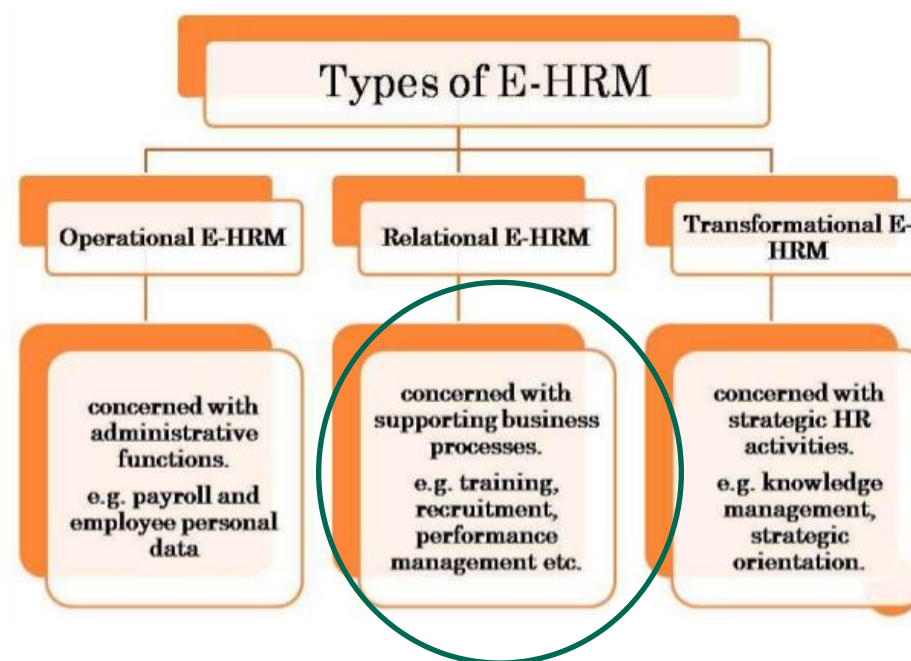 Types of E-HRM
Operational E-HRM
Relational E-HRM
Transformational E-
HRM
concerned with
administrative
functions.
e.g. payroll and
employee personal
data
concerned with
supporting business
processes.
e.g. training,
recruitment,
performance
management etc.
concerned with
strategic HR
activities.
e.g. knowledge
management,
strategic
orientation.